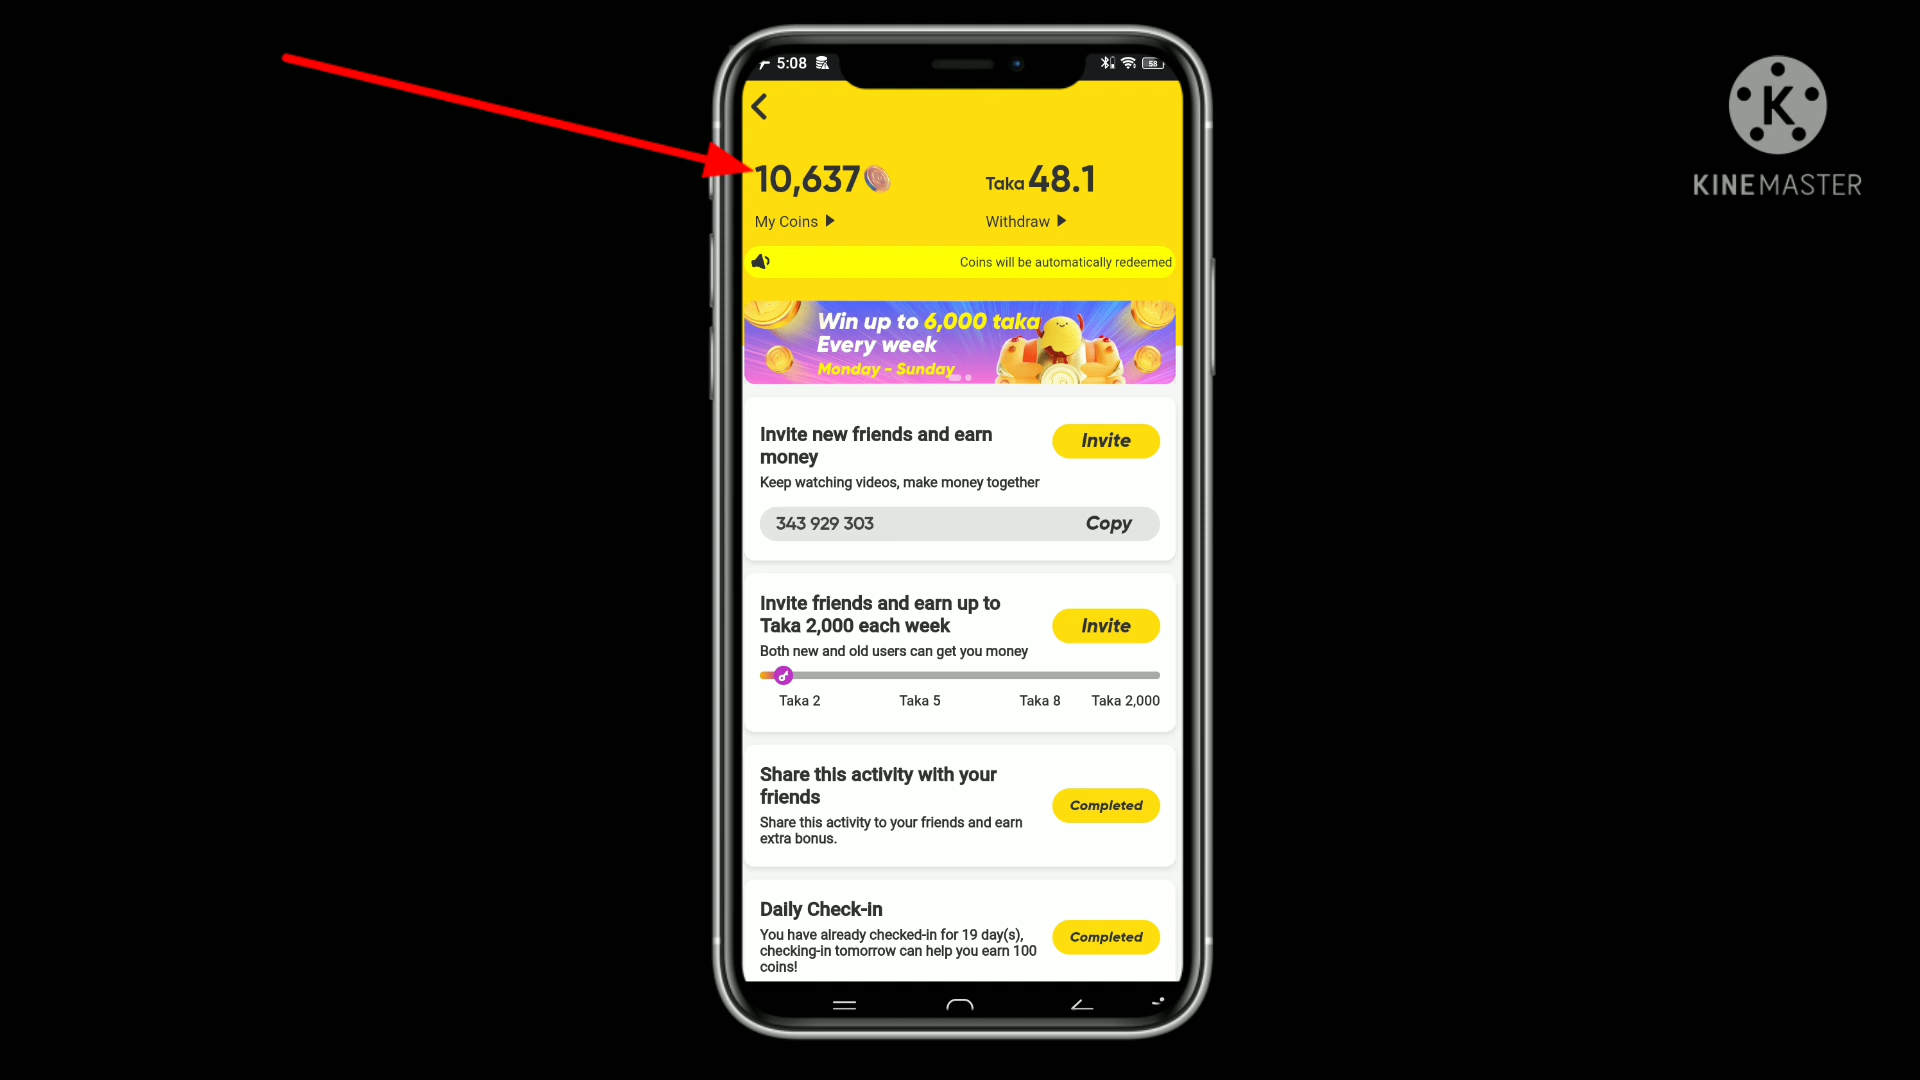 5:08
58
KINEMASTER
10,637
Taka 48.1
My Coins
Withdraw
Coins will be automatically redeemed
Win up to 6,000 taka
Every week
Monday - Sunday
Invite new friends and earn
money
Invite
Keep watching videos, make money together
343 929 303
Copy
Invite friends and earn up to
Taka 2,000 each week
Invite
Both new and old users can get you money
Taka 2
Taka 5
Taka 8
Taka 2,000
Share this activity with your
friends
Completed
Share this activity to your friends and earn
extra bonus.
Daily Check-in
Completed
You have already checked-in for 19 day(s),
checking-in tomorrow can help you earn 100
coins!